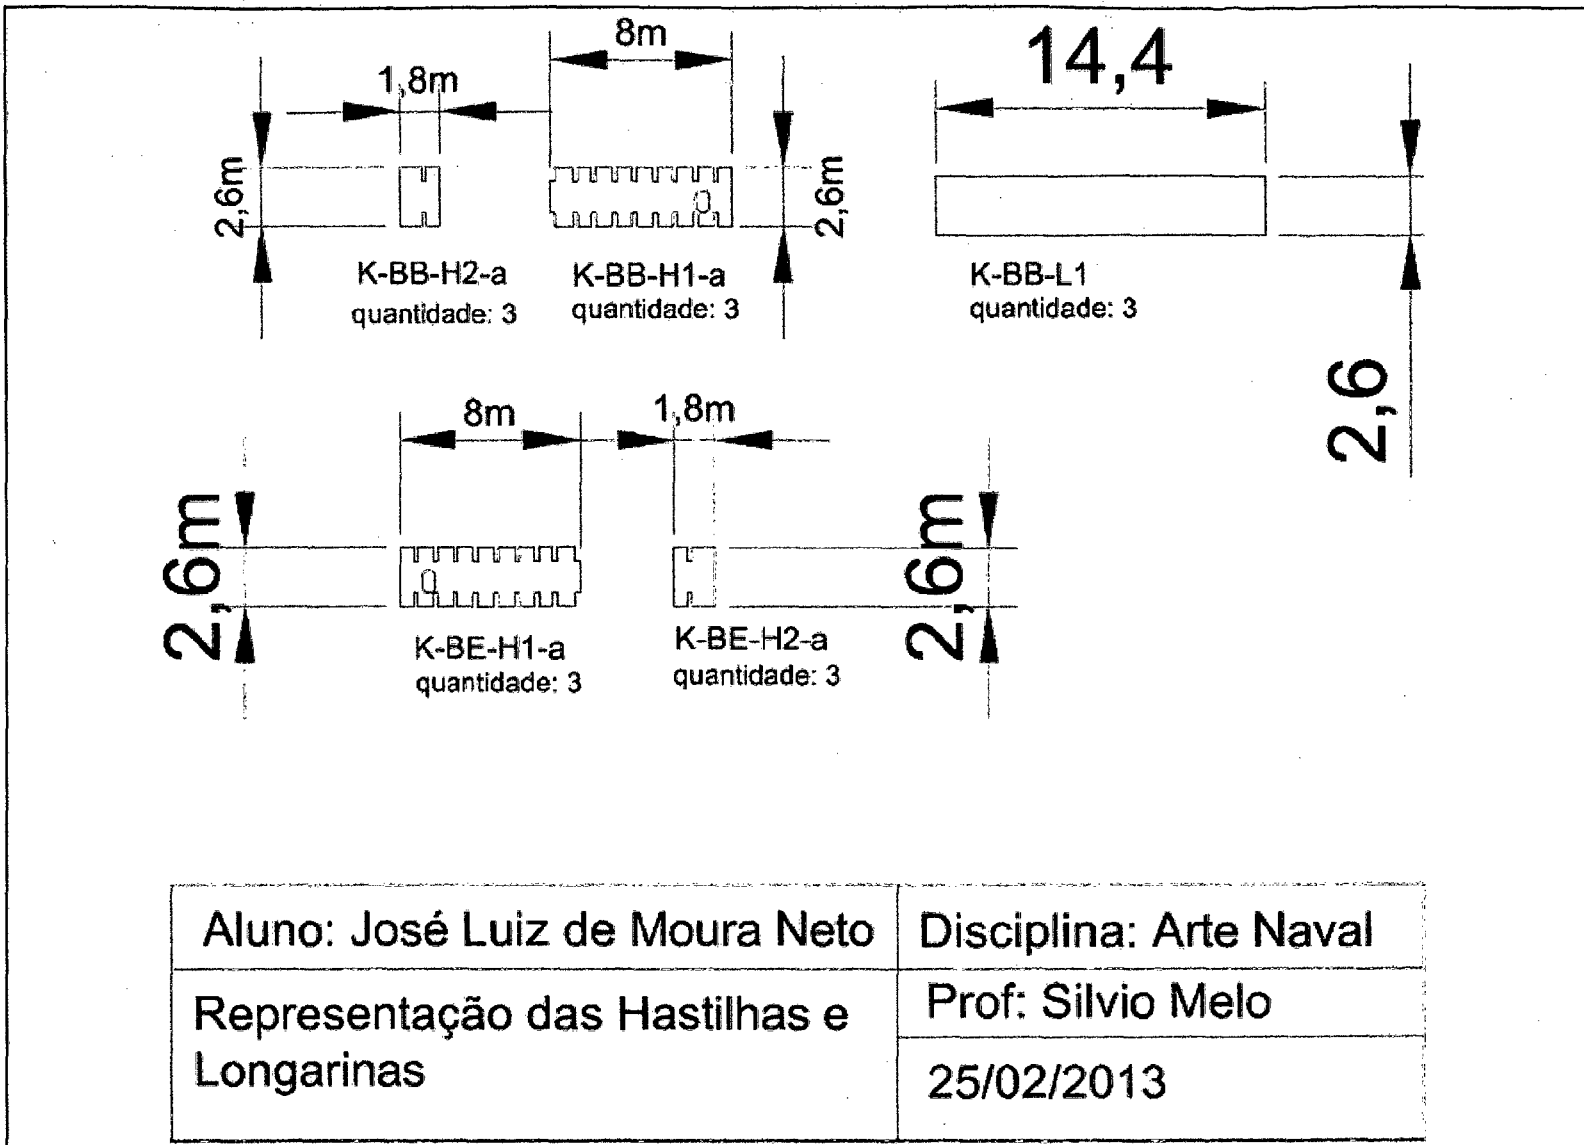 8m
14,4
1,8m
2,6m
2,6m
K-BB-H2-a
quantidade: 3
K-BB-H1-a
quantidade: 3
K-BB-L1
quantidade: 3
2,6
8m
1,8m
2,6m
2,6m
K-BE-H1-a
quantidade: 3
K-BE-H2-a
quantidade: 3
Aluno: José Luiz de Moura Neto
Disciplina: Arte Naval
Representação das Hastilhas e
Longarinas
Prof: Silvio Melo
25/02/2013